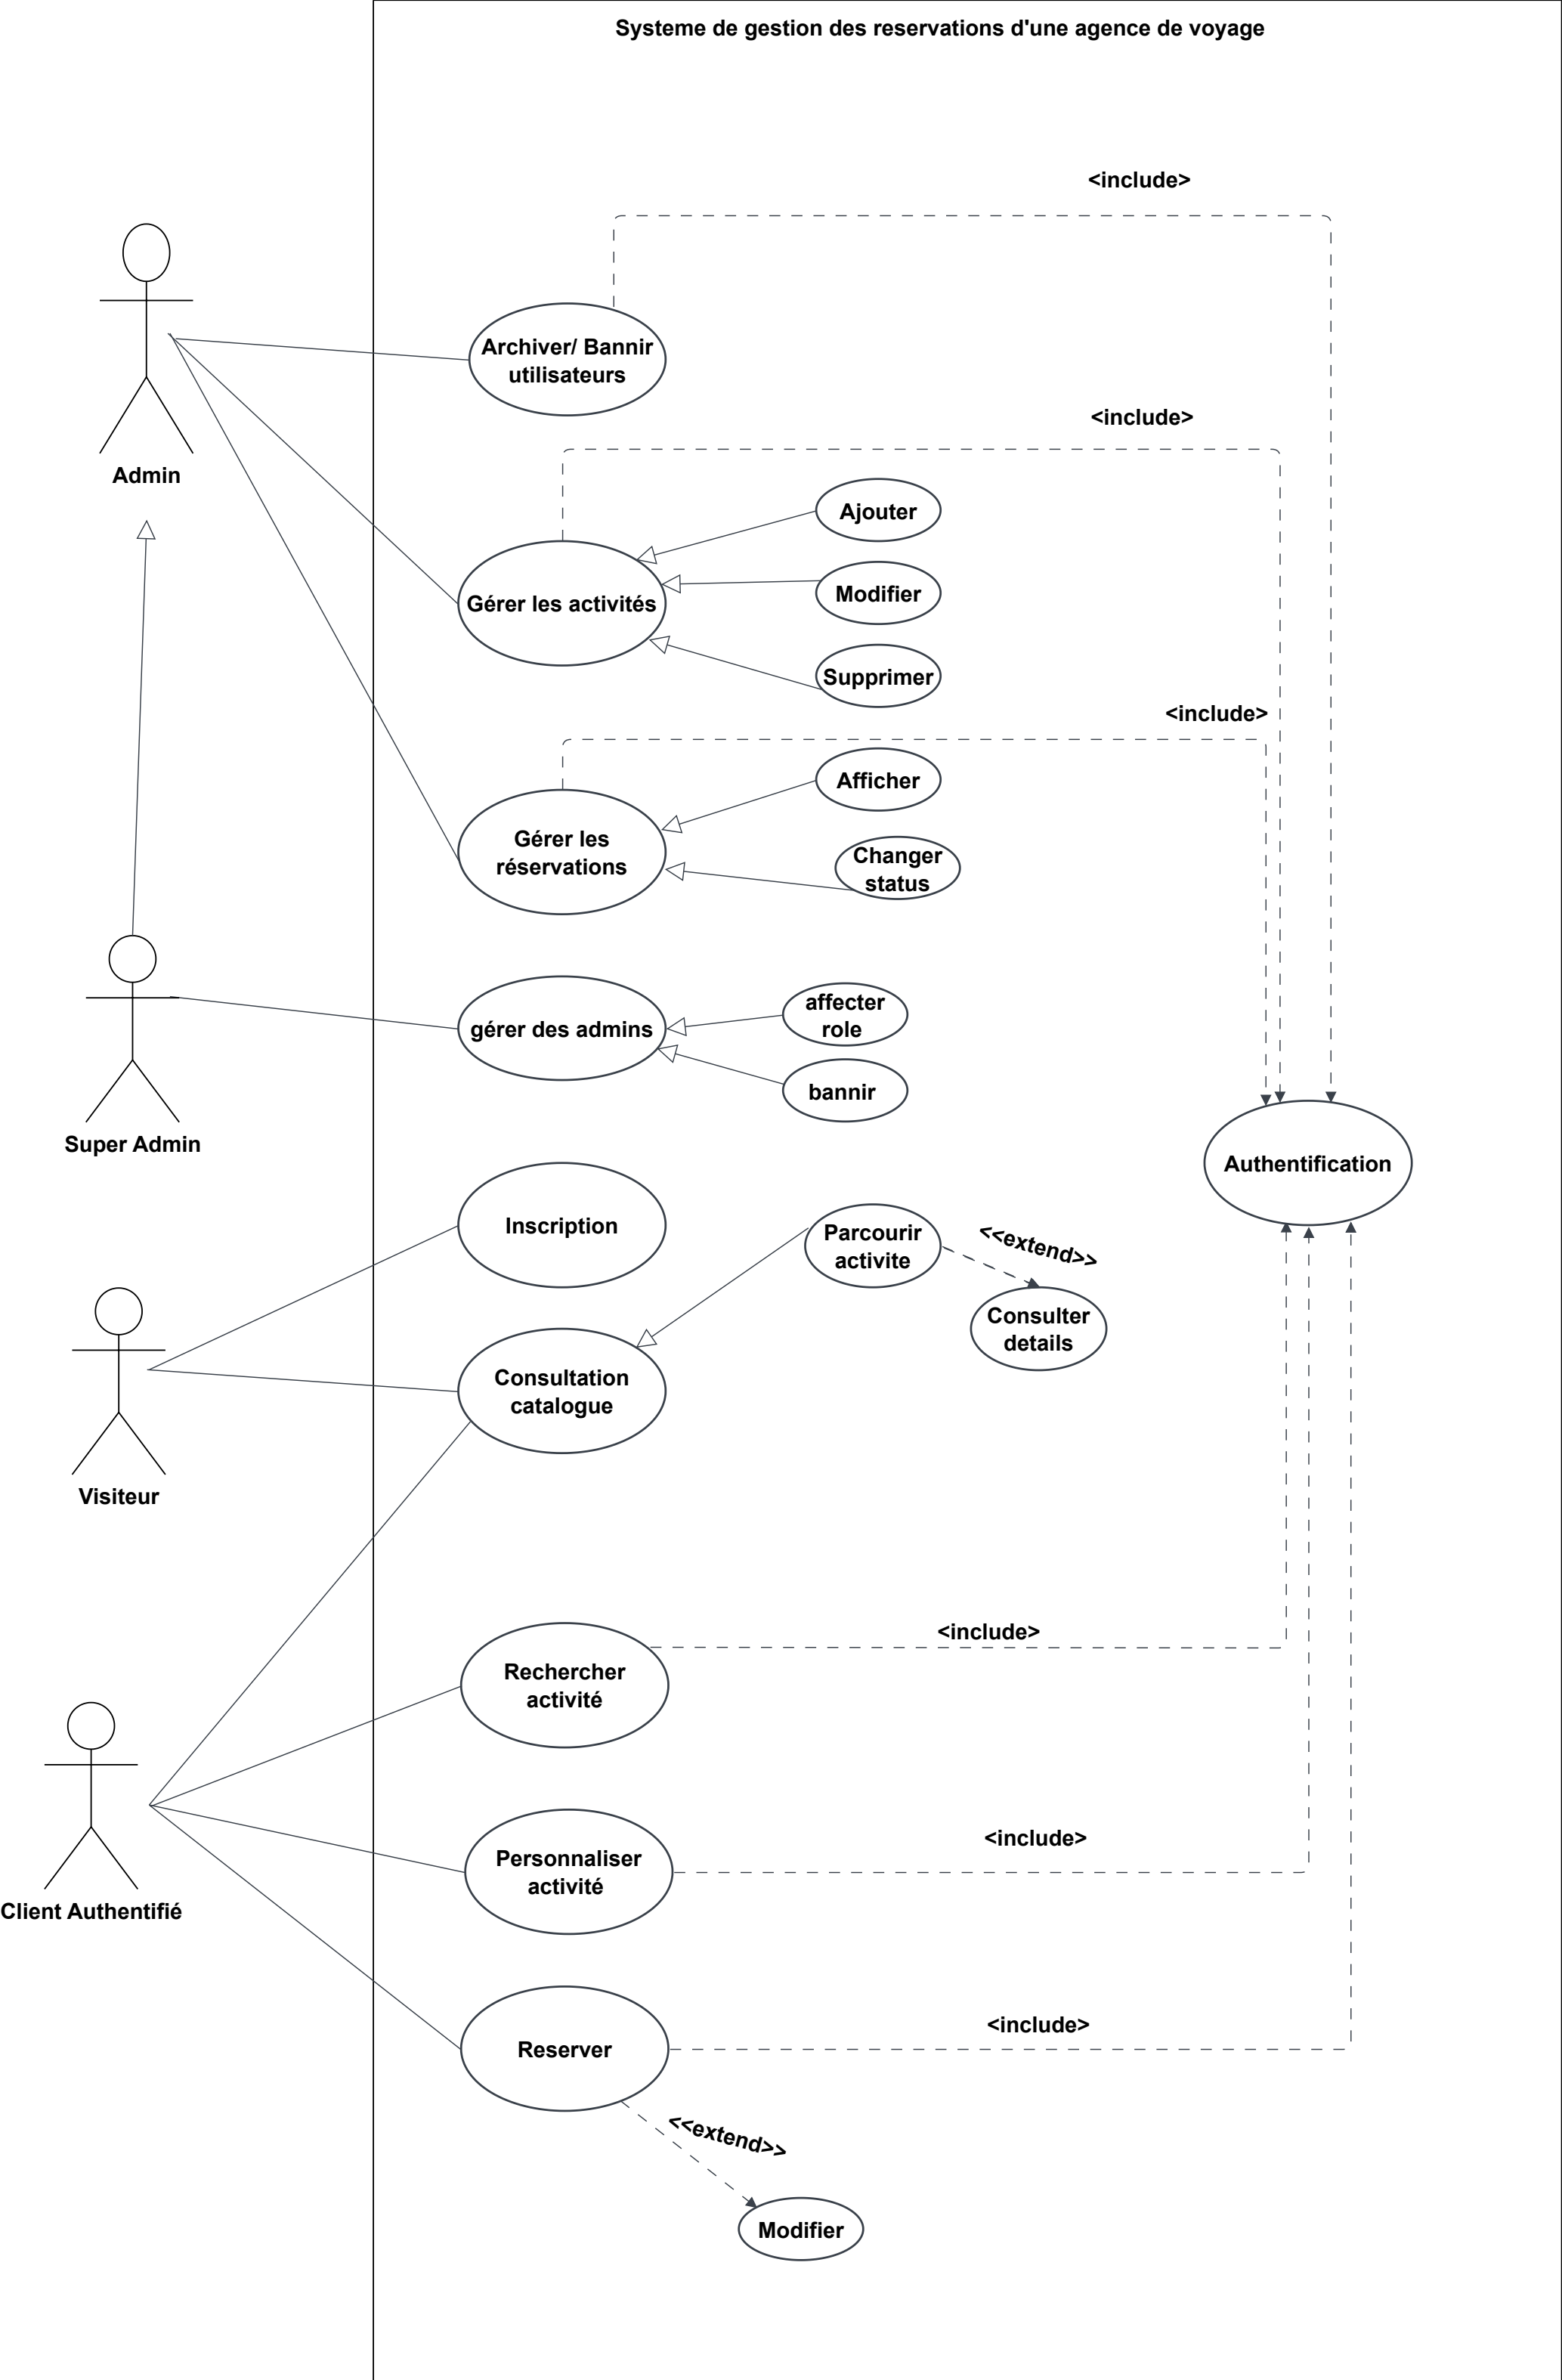 Systeme de gestion des reservations d'une agence de voyage
<include>
Archiver/ Bannir
utilisateurs
Admin
<include>
Ajouter
Modifier
Gérer les activités
Supprimer
<include>
Afficher
Gérer les
réservations
Changer
status
gérer des admins
affecter
role
bannir
Super Admin
Authentification
Inscription
Parcourir
activite
<<extend>>
Consulter
details
Consultation
catalogue
Visiteur
<include>
Rechercher
activité
<include>
Personnaliser
activité
Client Authentifié
<include>
Reserver
<<extend>>
Modifier